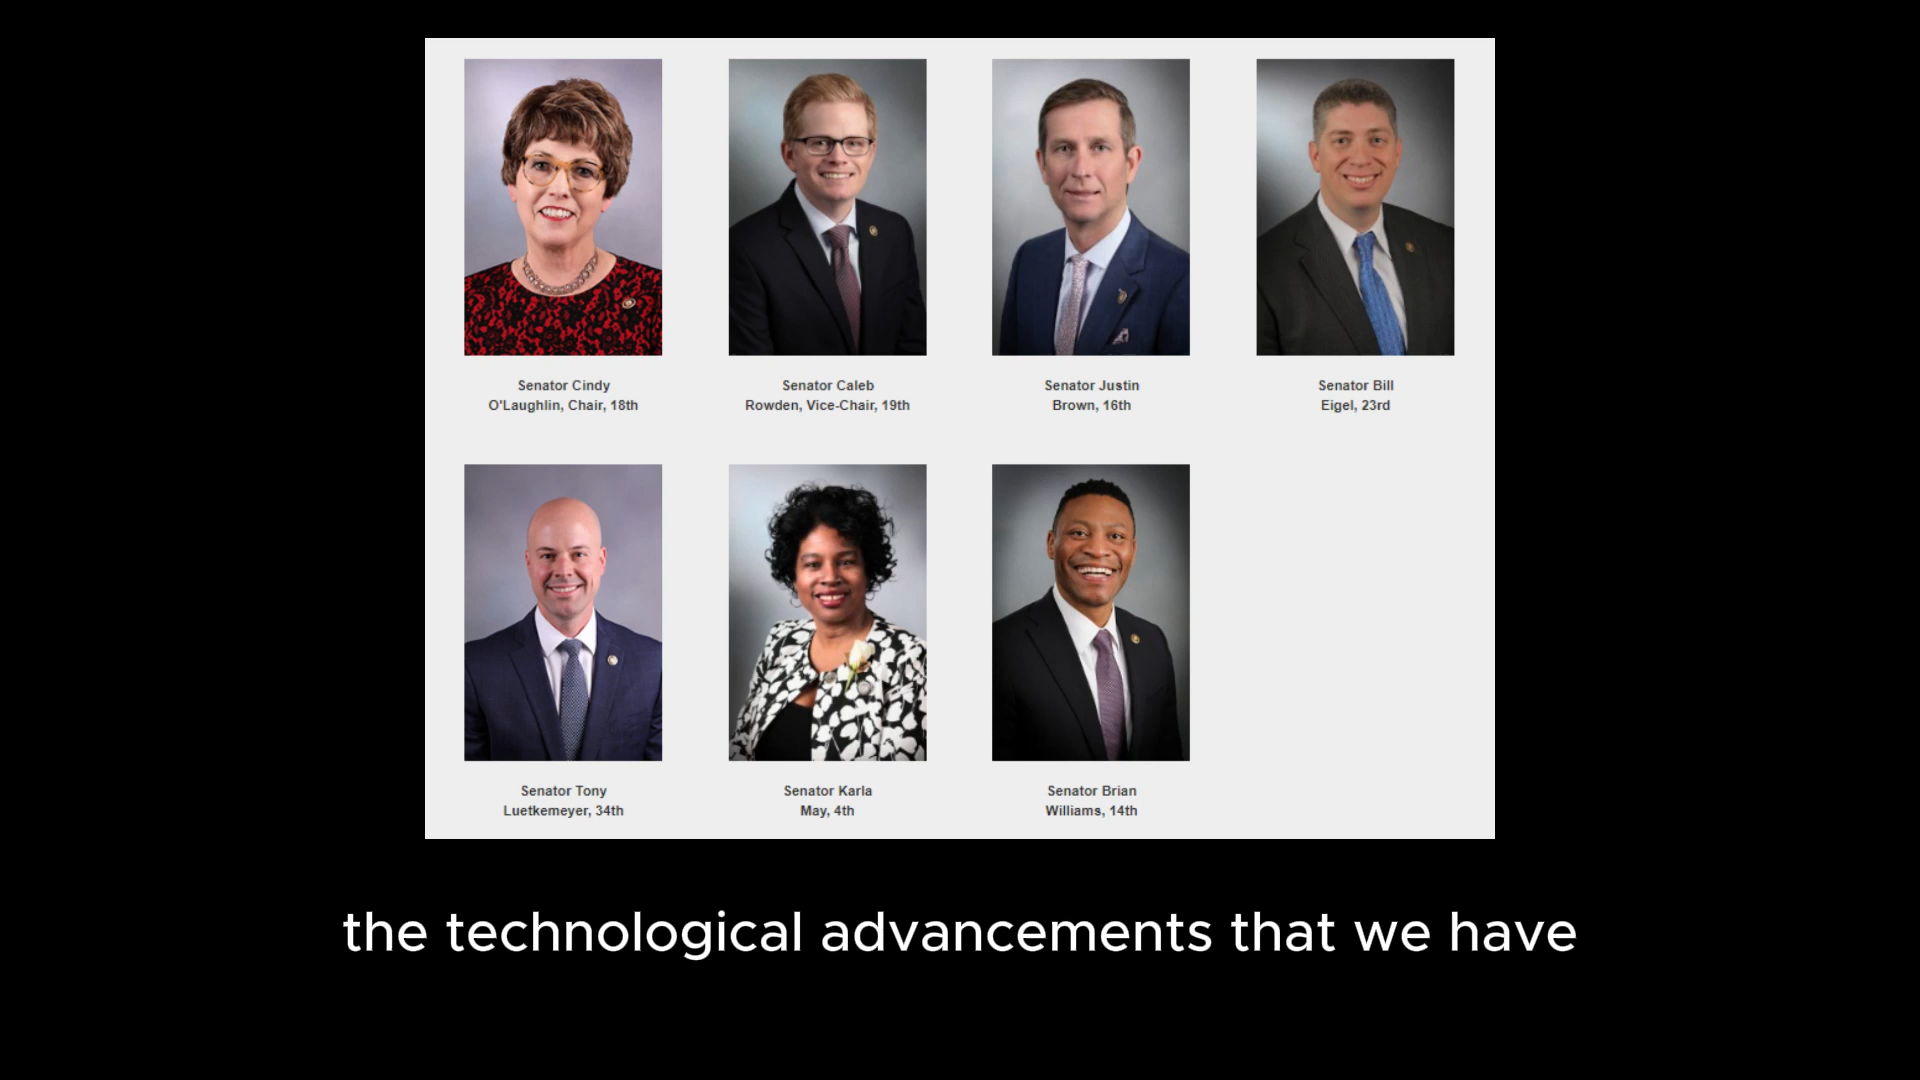 Senator Cindy
O'Laughlin, Chair, 18th
Senator Caleb
Rowden, Vice-Chair, 19th
Senator Justin
Brown, 16th
Senator Bill
Eigel, 23rd
Senator Tony
Luetkemeyer, 34th
Senator Karla
May, 4th
Senator Brian
Williams, 14th
the technological advancements that we have